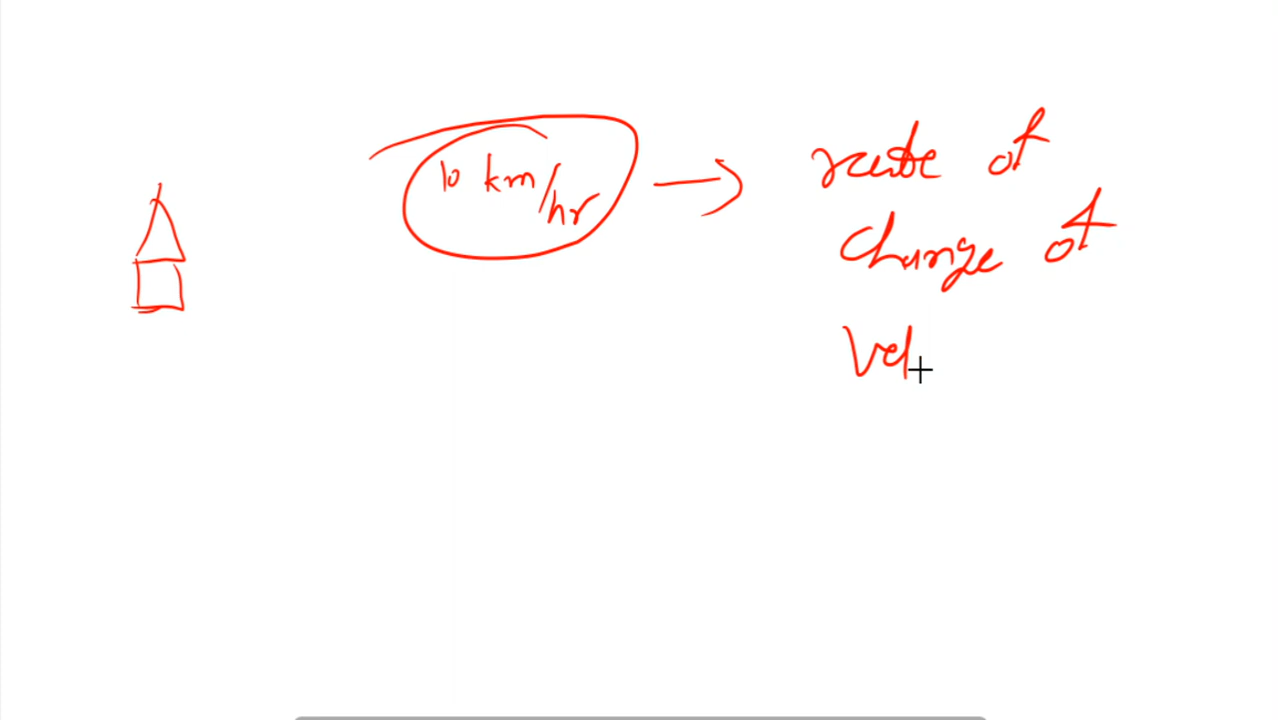 10 km/hr → rate of
change of
Vel